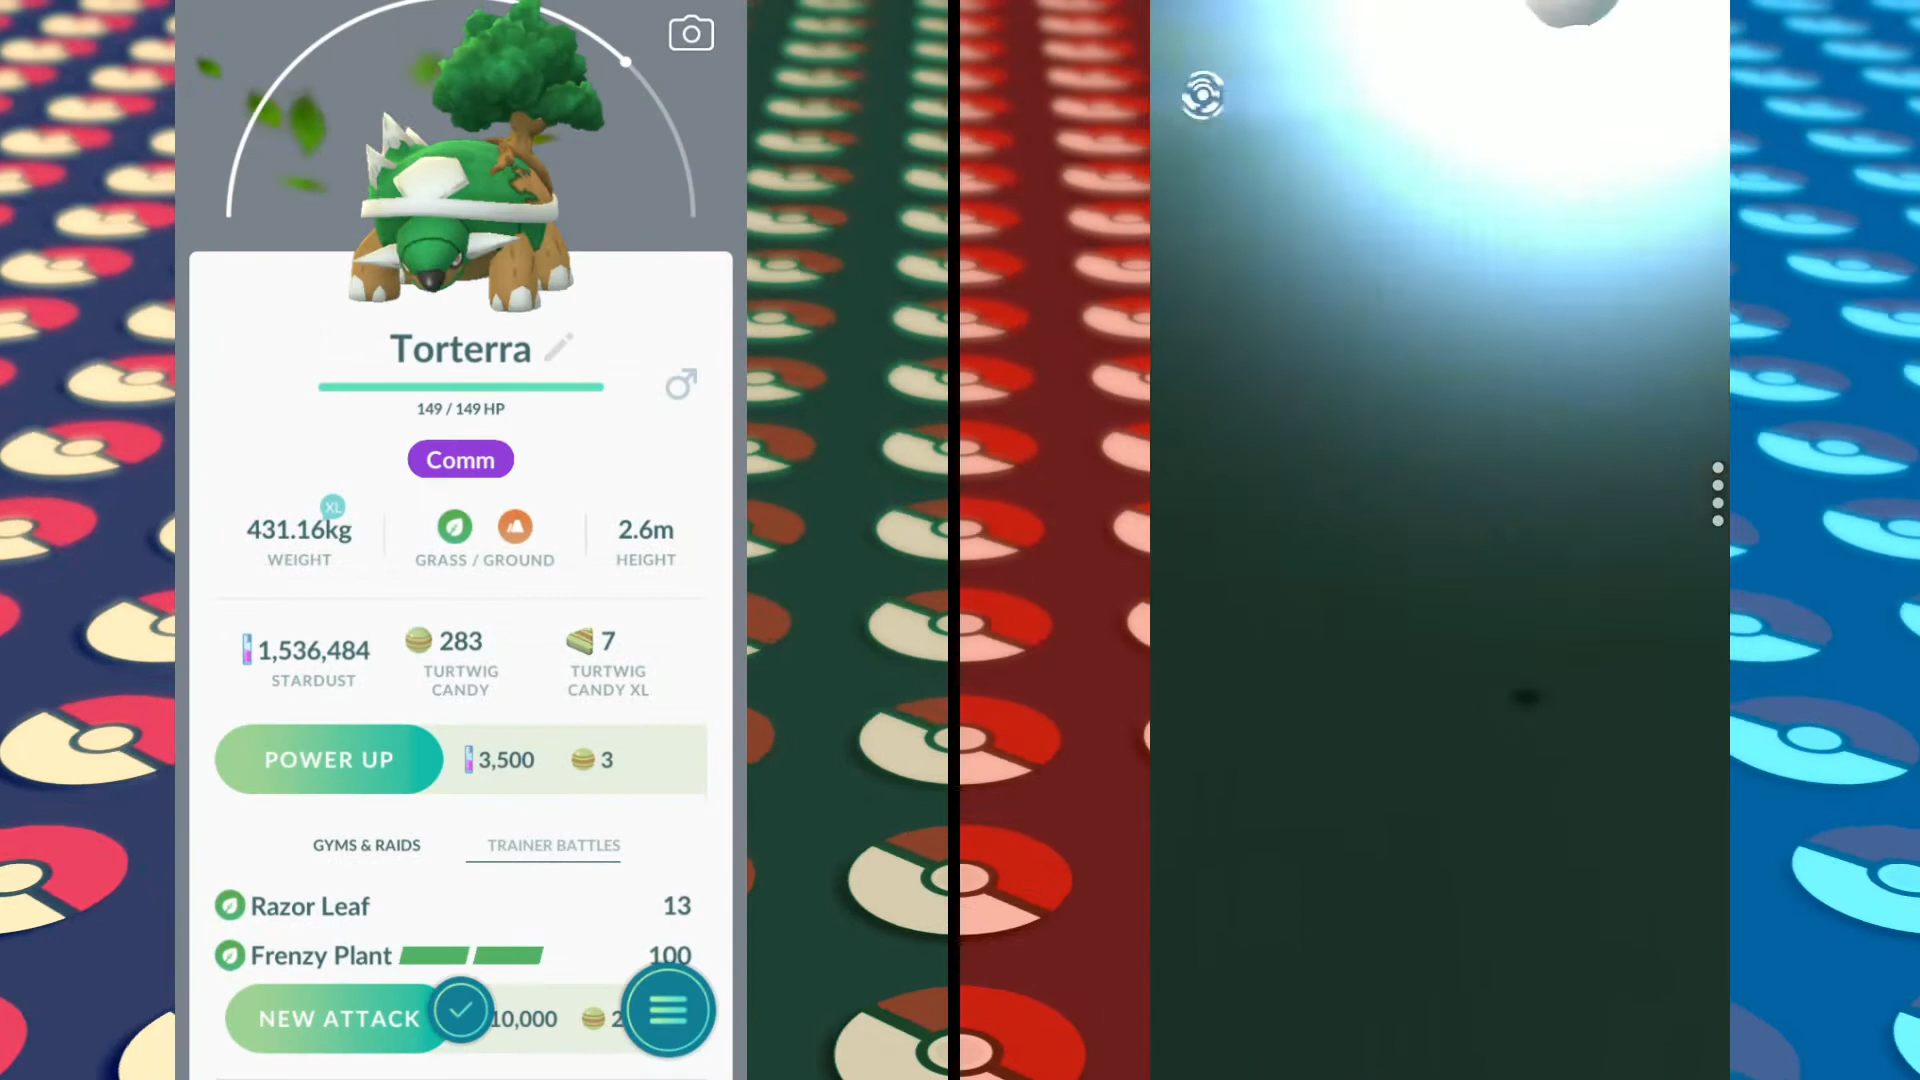 Torterra
149 / 149 HP
Comm
XL
431.16kg
WEIGHT
GRASS / GROUND
2.6m
HEIGHT
1,536,484
STARDUST
283
TURTWIG
CANDY
7
TURTWIG
CANDY XL
POWER UP
3,500
3
GYMS & RAIDS
TRAINER BATTLES
Razor Leaf
13
Frenzy Plant
100
NEW ATTACK
10,000